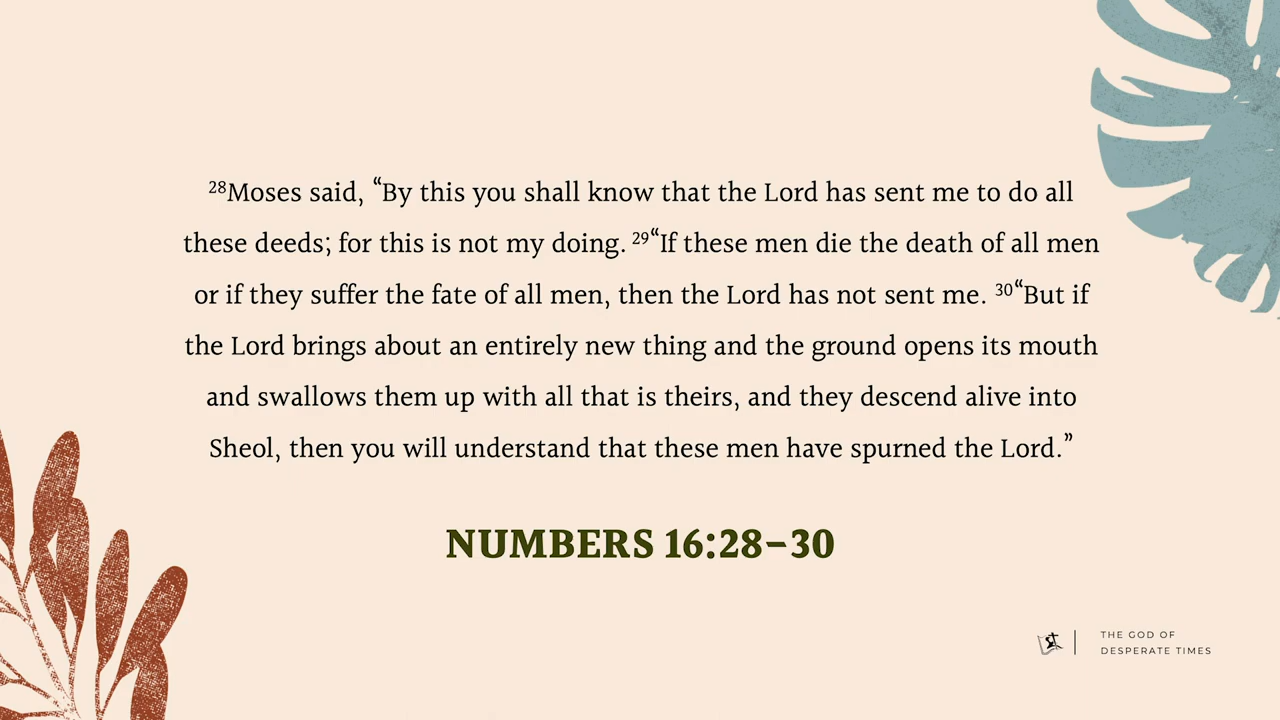 28Moses said, “By this you shall know that the Lord has sent me to do all
these deeds; for this is not my doing. 29“If these men die the death of all men
or if they suffer the fate of all men, then the Lord has not sent me. 30“But if
the Lord brings about an entirely new thing and the ground opens its mouth
and swallows them up with all that is theirs, and they descend alive into
Sheol, then you will understand that these men have spurned the Lord.”
NUMBERS 16:28–30
THE GOD OF
DESPERATE TIMES